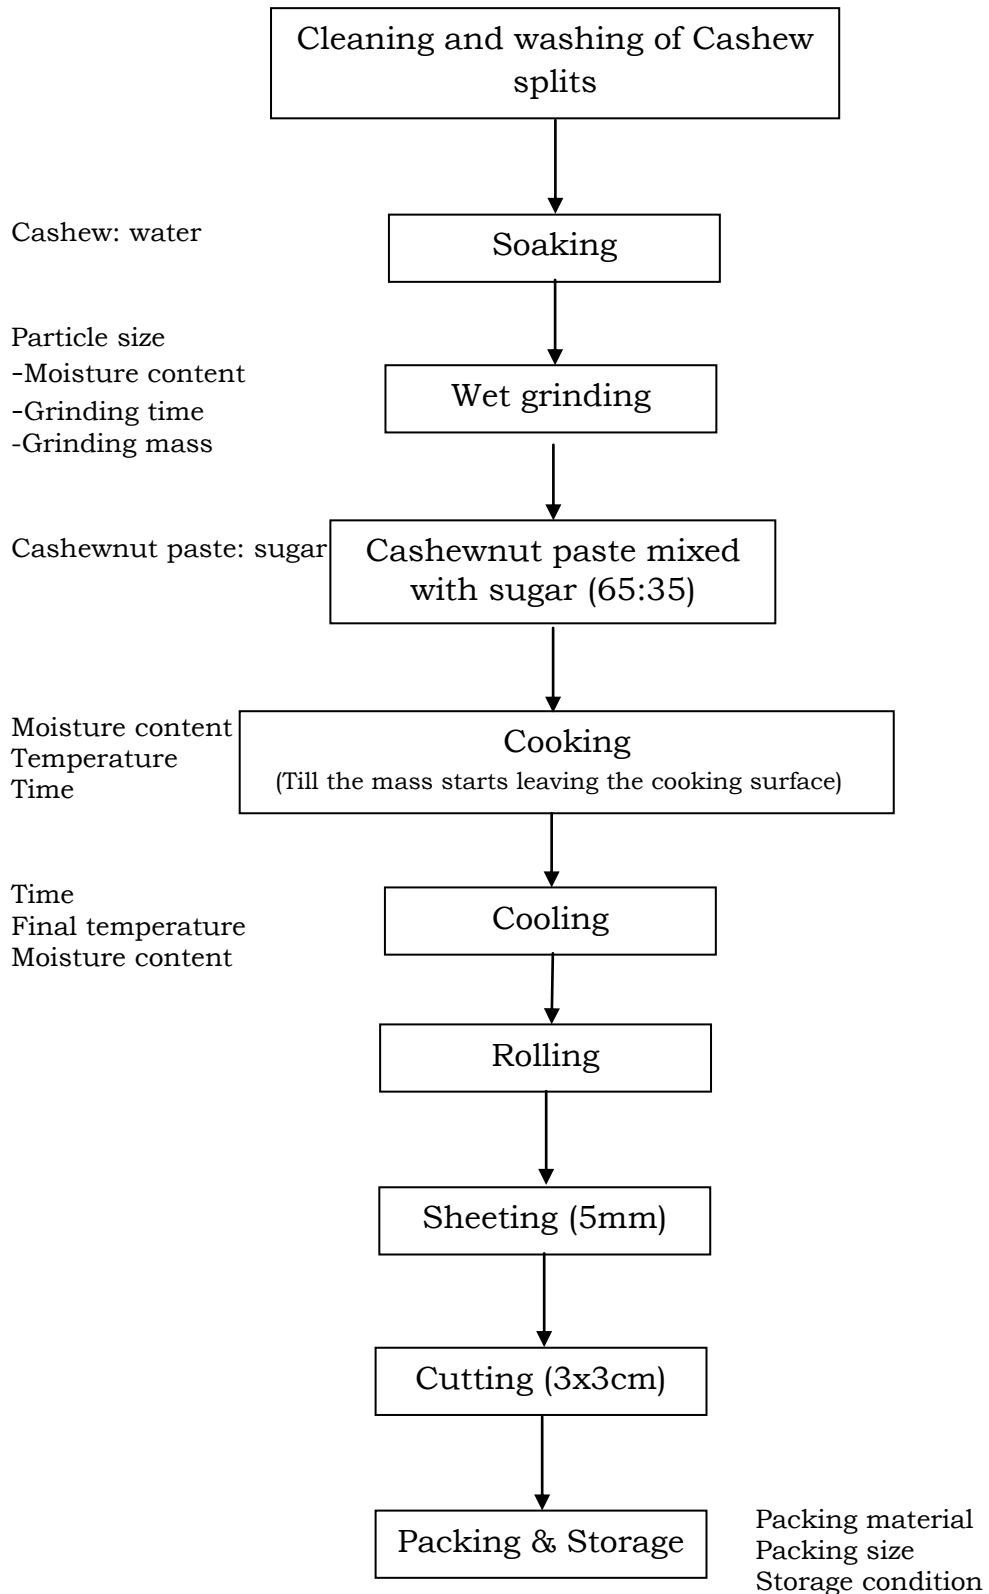 Cleaning and washing of Cashew
splits
Cashew: water
Soaking
Particle size
-Moisture content
-Grinding time
-Grinding mass
Wet grinding
Cashewnut paste: sugar
Cashewnut paste mixed
with sugar (65:35)
Moisture content
Temperature
Time
Cooking
(Till the mass starts leaving the cooking surface)
Time
Final temperature
Moisture content
Cooling
Rolling
Sheeting (5mm)
Cutting (3x3cm)
Packing & Storage
Packing material
Packing size
Storage condition